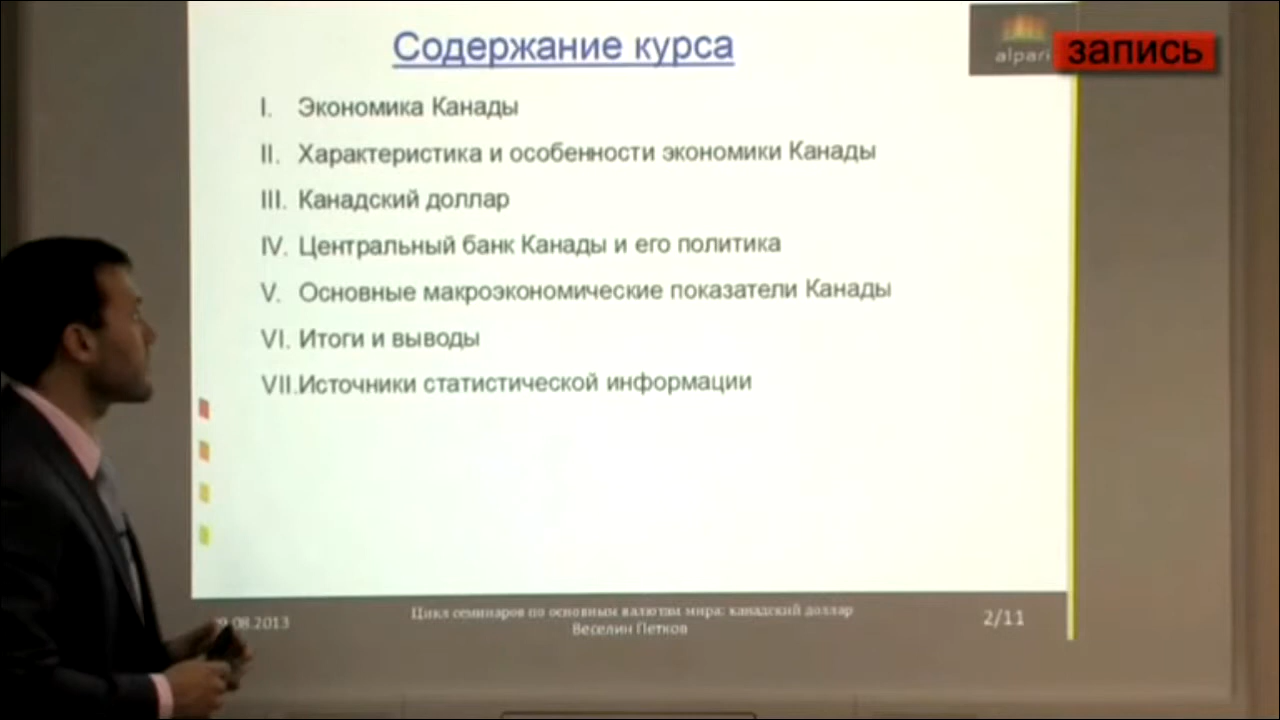 Содержание курса
alpari
запись
I. Экономика Канады
II. Характеристика и особенности экономики Канады
III. Канадский доллар
IV. Центральный банк Канады и его политика
V. Основные макроэкономические показатели Канады
VI. Итоги и выводы
VII. Источники статистической информации
9.08.2013
Цикл семинаров по основным валютам мира: канадский доллар
Веселин Петков
2/11